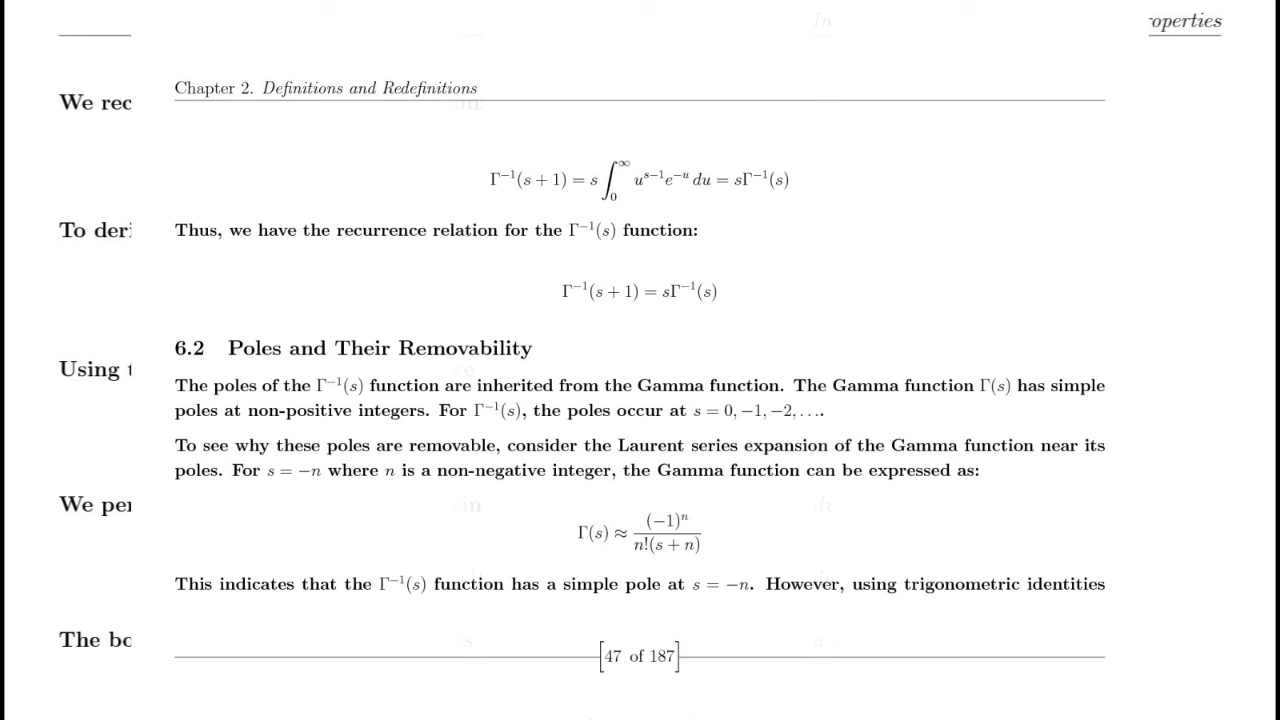 operties
Chapter 2. Definitions and Redefinitions
We rec
Γ⁻¹(s + 1) = s ∫₀^∞ u^{s−1}e^{−u} du = sΓ⁻¹(s)
To deri
Thus, we have the recurrence relation for the Γ⁻¹(s) function:
Γ⁻¹(s + 1) = sΓ⁻¹(s)
6.2 Poles and Their Removability
Using t
The poles of the Γ⁻¹(s) function are inherited from the Gamma function. The Gamma function Γ(s) has simple
poles at non-positive integers. For Γ⁻¹(s), the poles occur at s = 0, −1, −2, ....
To see why these poles are removable, consider the Laurent series expansion of the Gamma function near its
poles. For s = −n where n is a non-negative integer, the Gamma function can be expressed as:
We per
Γ(s) ≈ (−1)ⁿ / n!(s + n)
This indicates that the Γ⁻¹(s) function has a simple pole at s = −n. However, using trigonometric identities
The bo
[47 of 187]